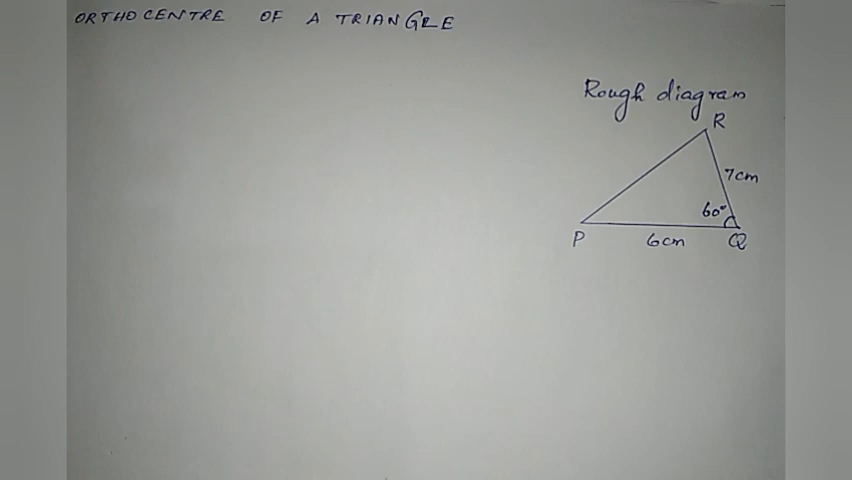 ORTHOCENTRE OF A TRIANGLE
Rough diagram
R
7cm
60°
P
6cm
Q